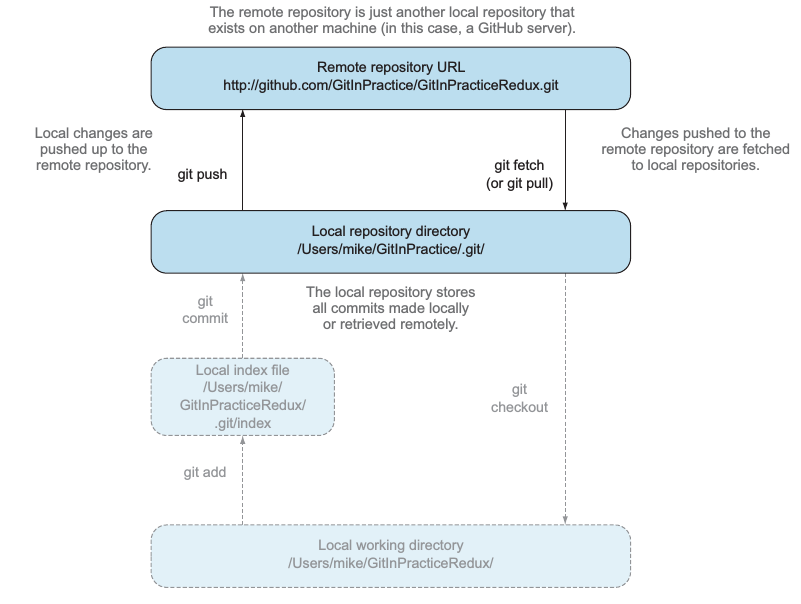 The remote repository is just another local repository that
exists on another machine (in this case, a GitHub server).
Remote repository URL
http://github.com/GitInPractice/GitInPracticeRedux.git
Local changes are
pushed up to the
remote repository.
git push
git fetch
(or git pull)
Changes pushed to the
remote repository are fetched
to local repositories.
Local repository directory
/Users/mike/GitInPractice/.git/
git
commit
The local repository stores
all commits made locally
or retrieved remotely.
Local index file
/Users/mike/
GitInPracticeRedux/
.git/index
git
checkout
git add
Local working directory
/Users/mike/GitInPracticeRedux/